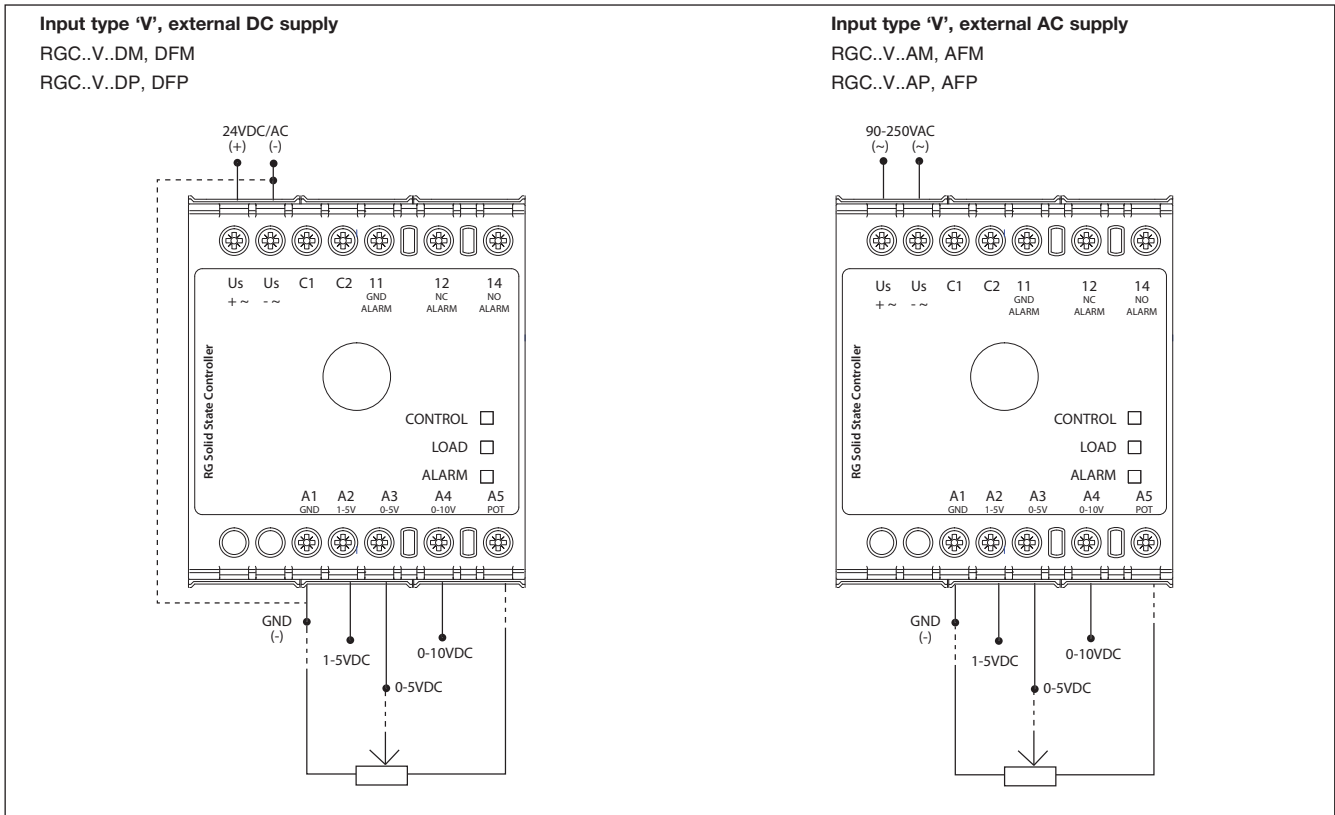 Input type ‘V’, external DC supply
RGC..V..DM, DFM
RGC..V..DP, DFP
24VDC/AC
(+) (-)
Us Us C1 C2 11 12 14
+ ~ - ~ GND NC NO
ALARM ALARM ALARM
RG Solid State Controller
CONTROL
LOAD
ALARM
A1 A2 A3 A4 A5
GND 1-5V 0-5V 0-10V POT
GND
(-)
1-5VDC
0-10VDC
0-5VDC
Input type ‘V’, external AC supply
RGC..V..AM, AFM
RGC..V..AP, AFP
90-250VAC
(~) (~)
Us Us C1 C2 11 12 14
+ ~ - ~ GND NC NO
ALARM ALARM ALARM
RG Solid State Controller
CONTROL
LOAD
ALARM
A1 A2 A3 A4 A5
GND 1-5V 0-5V 0-10V POT
GND
(-)
1-5VDC
0-10VDC
0-5VDC